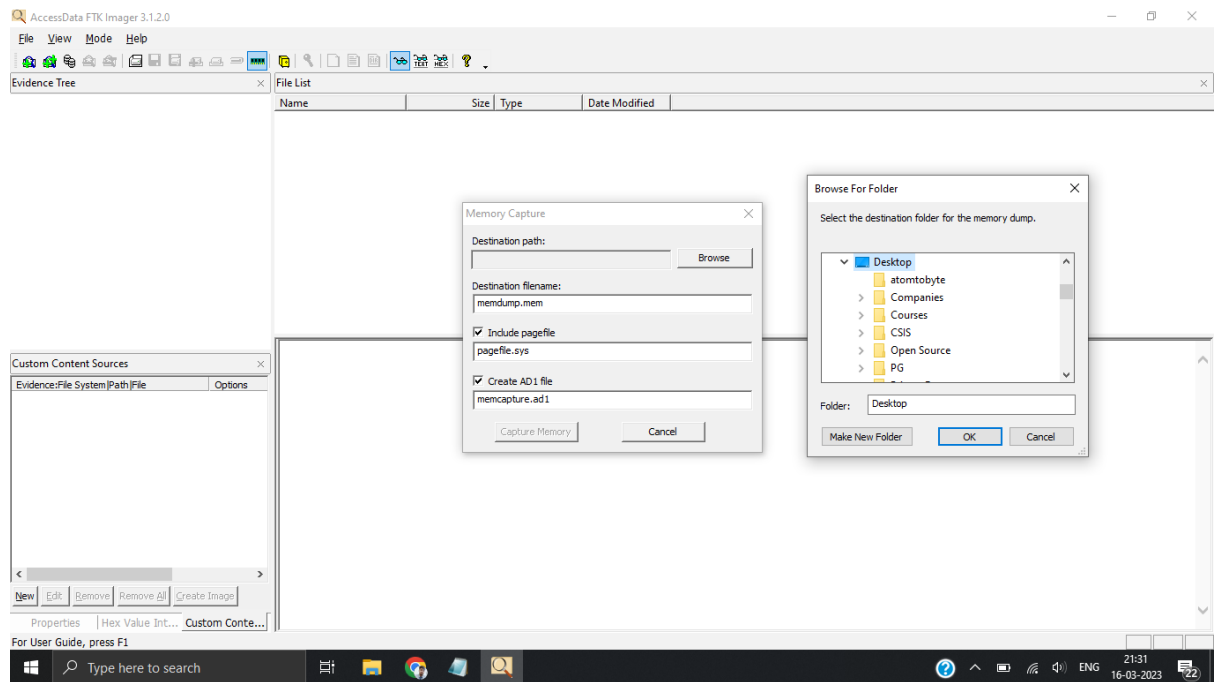 AccessData FTK Imager 3.1.2.0
File View Mode Help
TEXT HEX
Evidence Tree
File List
Name Size Type Date Modified
Custom Content Sources
Evidence:File System|Path|File Options
New Edit Remove Remove All Create Image
Properties Hex Value Int... Custom Conte...
For User Guide, press F1
Memory Capture
Destination path:
Browse
Destination filename:
memdump.mem
Include pagefile
pagefile.sys
Create AD1 file
memcapture.ad1
Capture Memory Cancel
Browse For Folder
Select the destination folder for the memory dump.
Desktop
atomtobyte
Companies
Courses
CSIS
Open Source
PG
Folder: Desktop
Make New Folder OK Cancel
Type here to search
ENG
21:31
16-03-2023
22